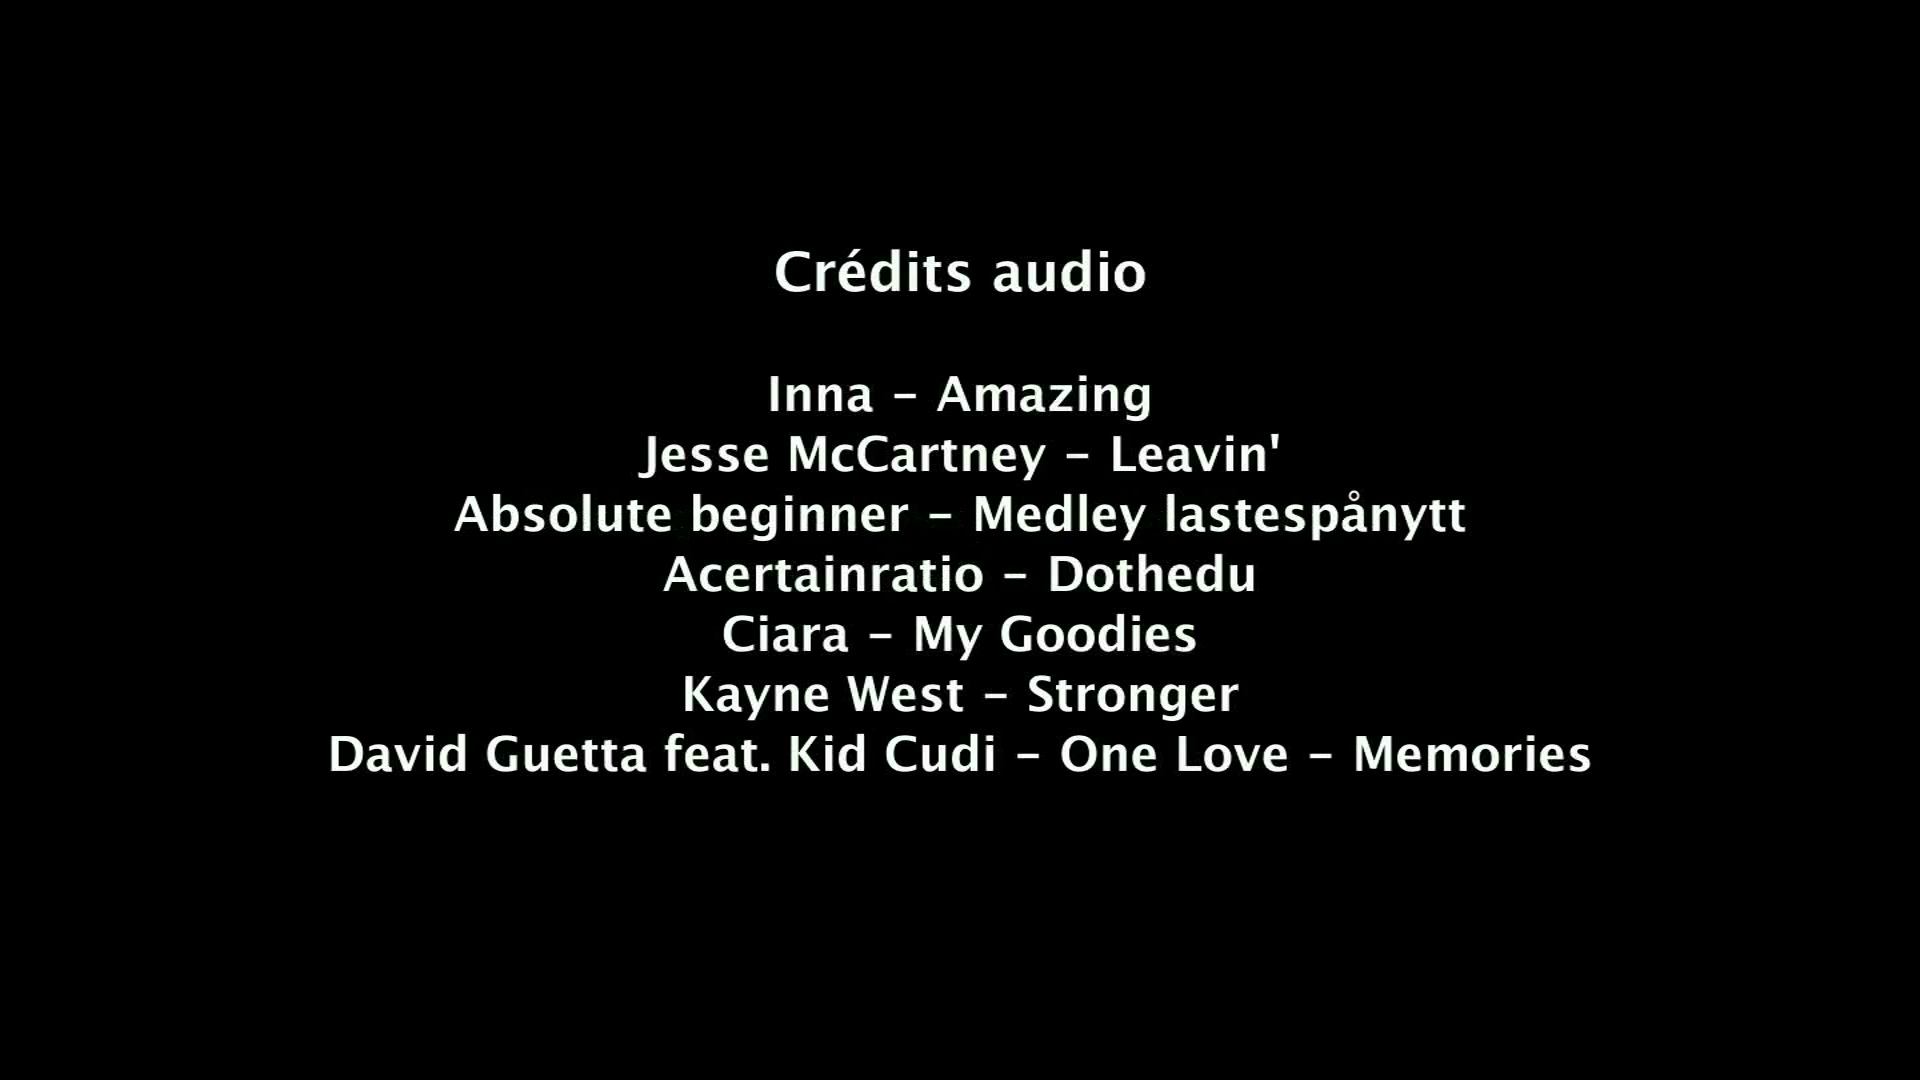 Crédits audio
Inna - Amazing
Jesse McCartney - Leavin'
Absolute beginner - Medley lastespånytt
Acertainratio - Dothedu
Ciara - My Goodies
Kayne West - Stronger
David Guetta feat. Kid Cudi - One Love - Memories